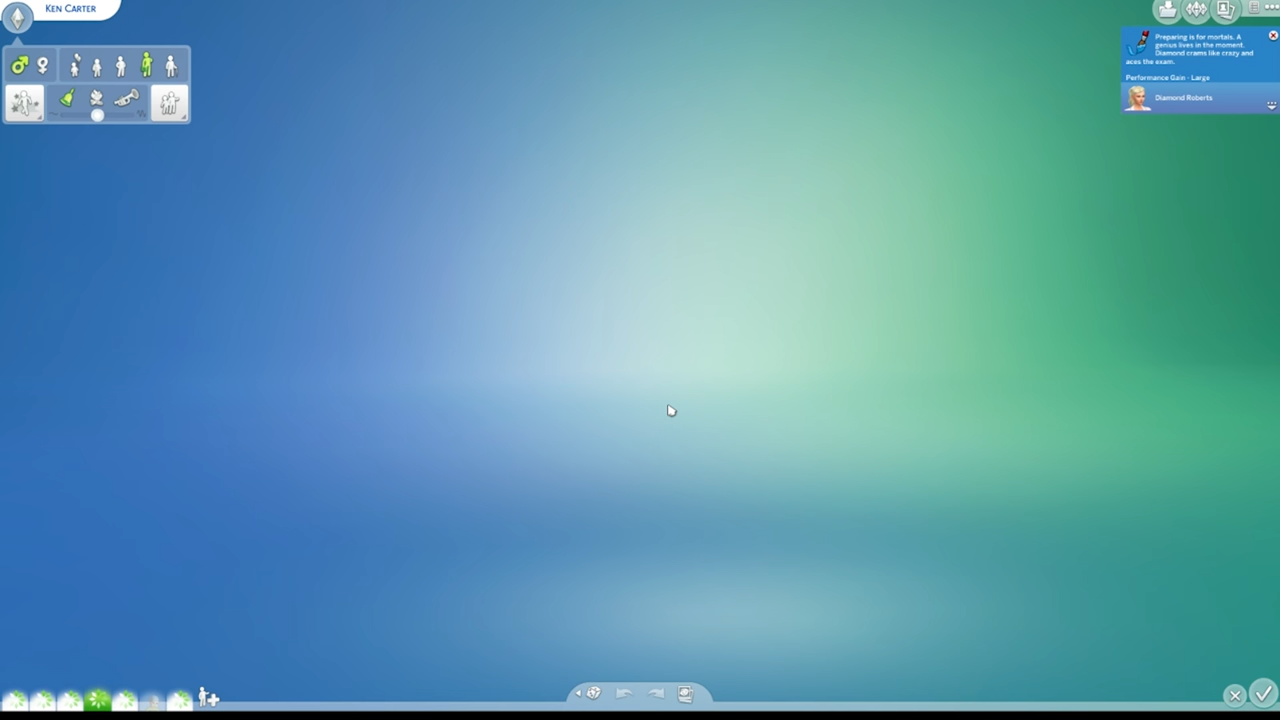 KEN CARTER
Preparing is for mortals. A
genius lives in the moment.
Diamond crams like crazy and
aces the exam.
Performance Gain - Large
Diamond Roberts